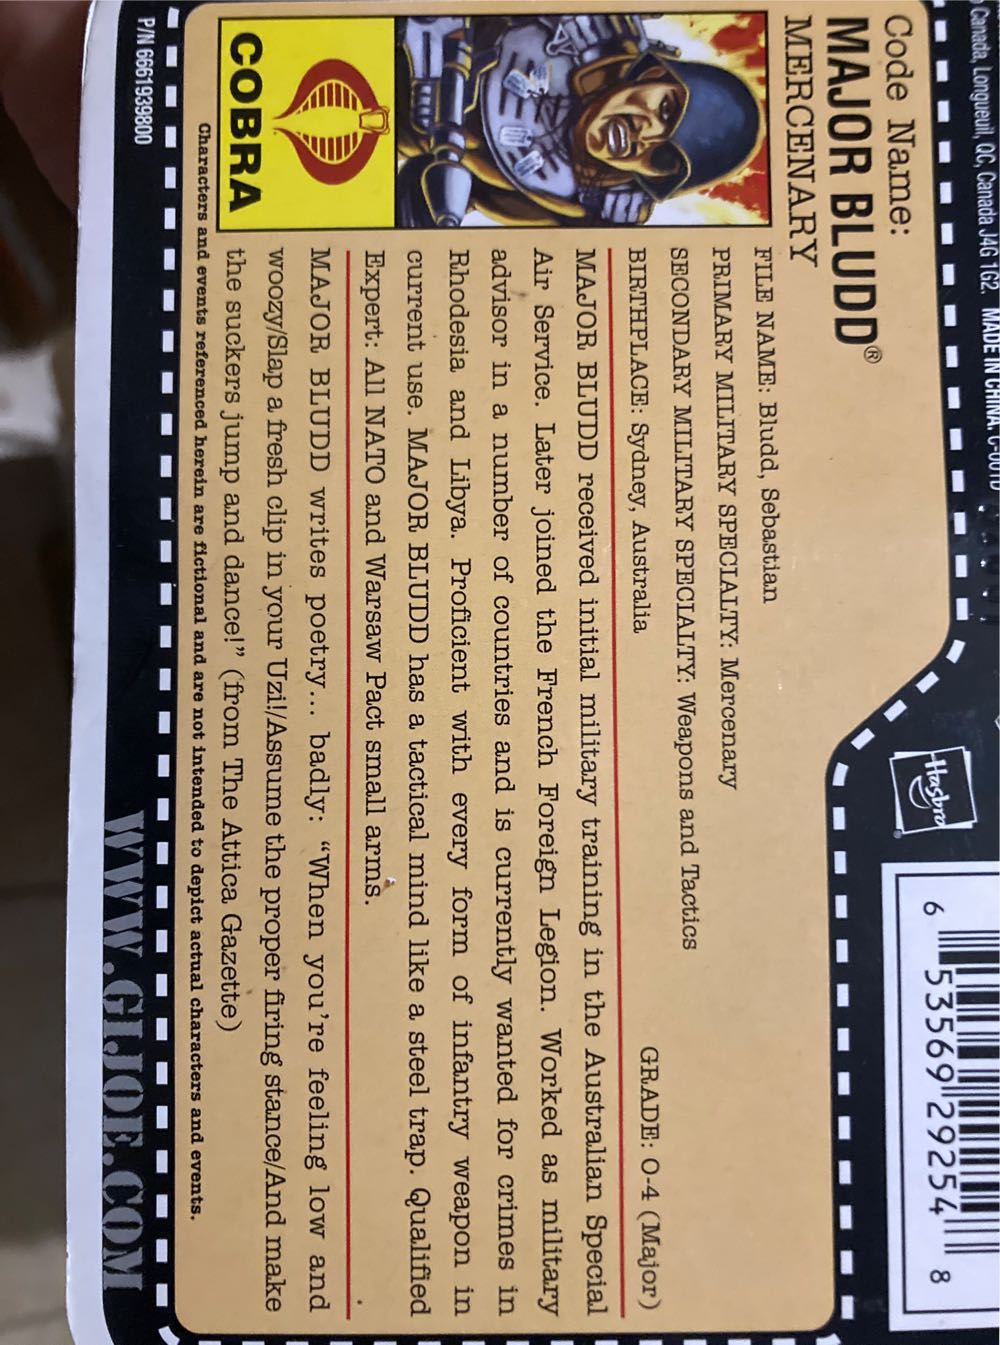 Canada, Longueuil, QC, Canada J4G 1G2. MADE IN CHINA.
Hasbro
6 53569 29254 8
Code Name:
MAJOR BLUDD®
MERCENARY
COBRA
FILE NAME: Bludd, Sebastian
PRIMARY MILITARY SPECIALTY: Mercenary
SECONDARY MILITARY SPECIALTY: Weapons and Tactics
BIRTHPLACE: Sydney, Australia GRADE: O-4 (Major)
MAJOR BLUDD received initial military training in the Australian Special
Air Service. Later joined the French Foreign Legion. Worked as military
advisor in a number of countries and is currently wanted for crimes in
Rhodesia and Libya. Proficient with every form of infantry weapon in
current use. MAJOR BLUDD has a tactical mind like a steel trap. Qualified
Expert: All NATO and Warsaw Pact small arms.
MAJOR BLUDD writes poetry... badly: “When you’re feeling low and
woozy/Slap a fresh clip in your Uzi!/Assume the proper firing stance/And make
the suckers jump and dance!” (from The Attica Gazette)
Characters and events referenced herein are fictional and are not intended to depict actual characters and events.
P/N 6661939800
WWW.GIJOE.COM